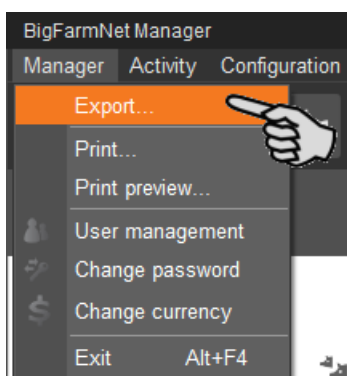 BigFarmNet Manager
Manager Activity Configuration
Export...
Print...
Print preview...
User management
Change password
Change currency
Exit Alt+F4